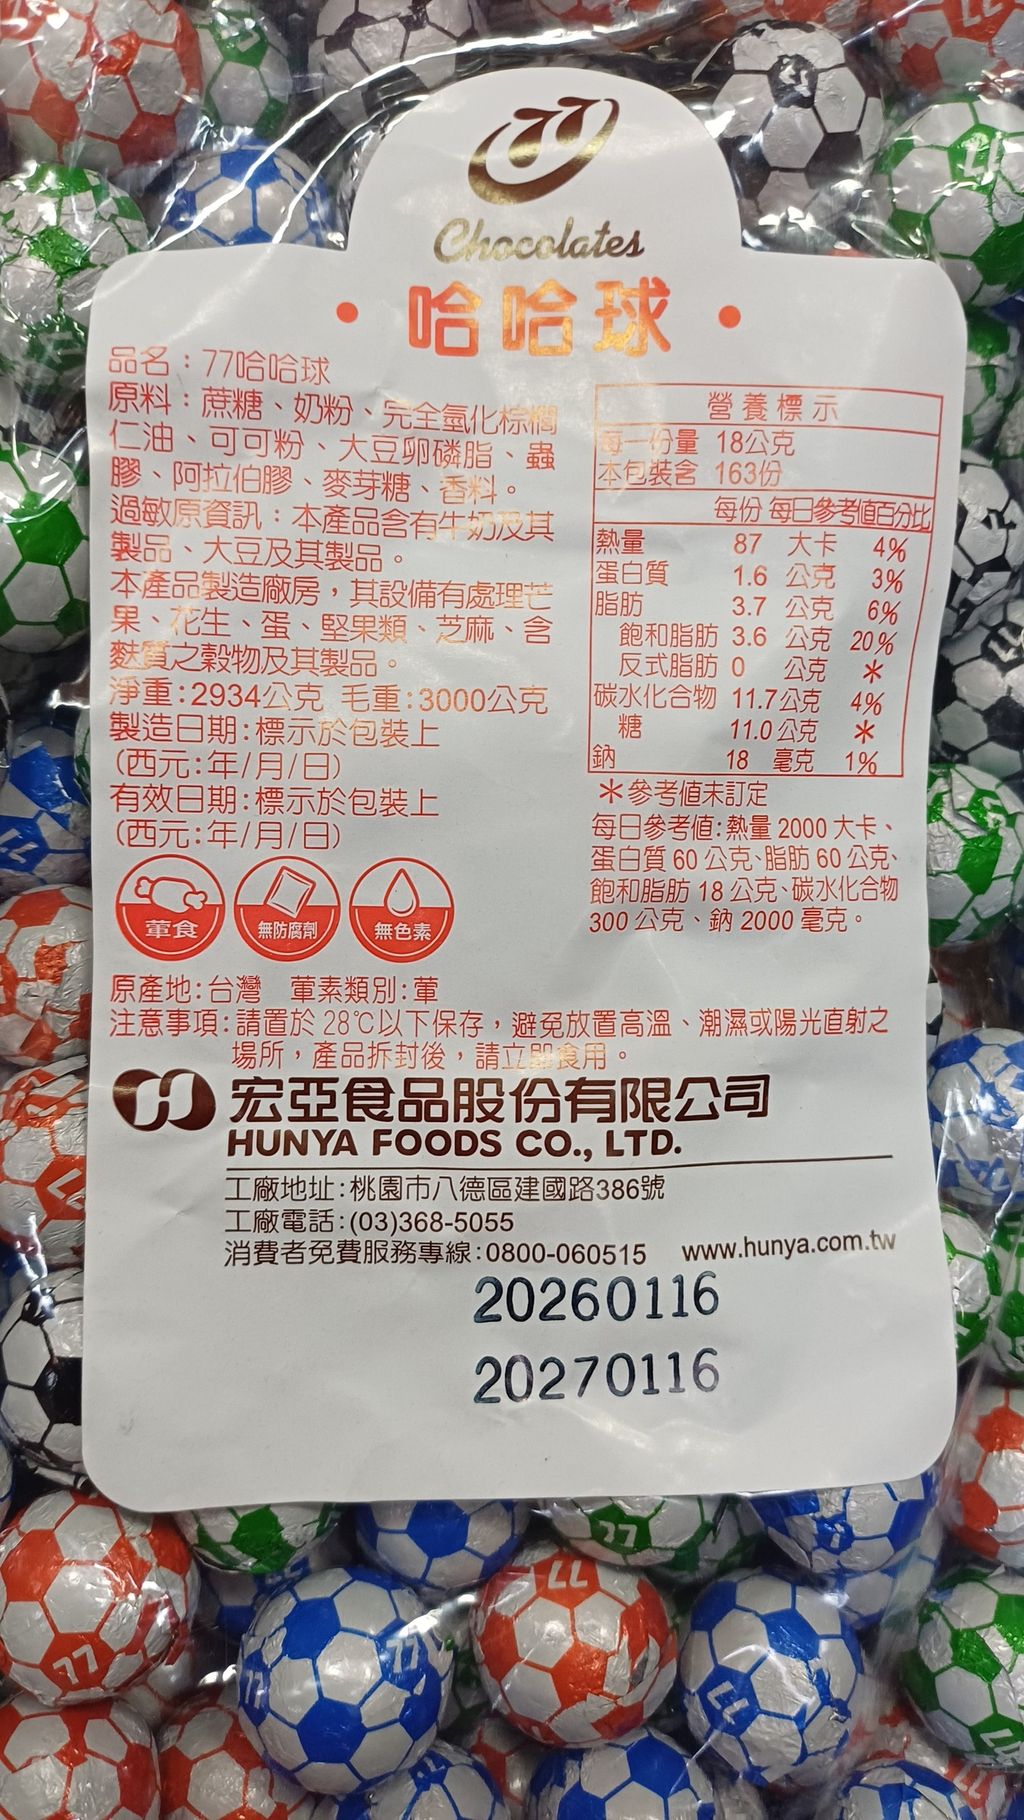 77
Chocolates
•哈哈球•
品名：77哈哈球
原料：蔗糖、奶粉、完全氫化棕櫚
仁油、可可粉、大豆卵磷脂、蟲
膠、阿拉伯膠、麥芽糖、香料。
過敏原資訊：本產品含有牛奶及其
製品、大豆及其製品。
本產品製造廠房，其設備有處理芒
果、花生、蛋、堅果類、芝麻、含
麩質之穀物及其製品。
淨重:2934公克 毛重:3000公克
製造日期:標示於包裝上
(西元:年/月/日)
有效日期:標示於包裝上
(西元:年/月/日)
營養標示
每一份量 18公克
本包裝含 163份
每份 每日參考值百分比
熱量 87 大卡 4%
蛋白質 1.6 公克 3%
脂肪 3.7 公克 6%
飽和脂肪 3.6 公克 20%
反式脂肪 0 公克 *
碳水化合物 11.7公克 4%
糖 11.0公克 *
鈉 18 毫克 1%
*參考值未訂定
每日參考值:熱量 2000 大卡、
蛋白質 60 公克、脂肪 60 公克、
飽和脂肪 18 公克、碳水化合物
300 公克、鈉 2000 毫克。
葷食 無防腐劑 無色素
原產地:台灣 葷素類別:葷
注意事項:請置於 28℃以下保存，避免放置高溫、潮濕或陽光直射之
場所，產品拆封後，請立即食用。
宏亞食品股份有限公司
HUNYA FOODS CO., LTD.
工廠地址:桃園市八德區建國路386號
工廠電話:(03)368-5055
消費者免費服務專線:0800-060515 www.hunya.com.tw
20260116
20270116
77
77
77
77
77